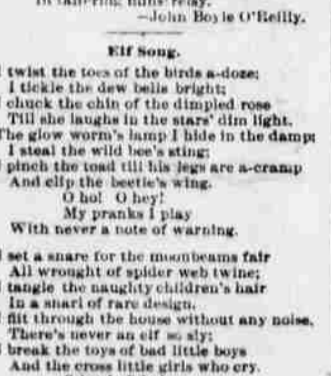 —John Boyle O'Reilly.
Elf Song.
I twist the toes of the birds a-doze;
I tickle the dew bells bright;
I chuck the chin of the dimpled rose
Till she laughs in the stars' dim light.
The glow worm's lamp I hide in the damp;
I steal the wild bee's sting;
I pinch the toad till his legs are a-cramp
And clip the beetle's wing.
O ho! O hey!
My pranks I play
With never a note of warning.
I set a snare for the moonbeams fair
All wrought of spider web twine;
I tangle the naughty children's hair
In a snarl of rare design.
I flit through the house without any noise,
There's never an elf so sly;
I break the toys of bad little boys
And the cross little girls who cry.